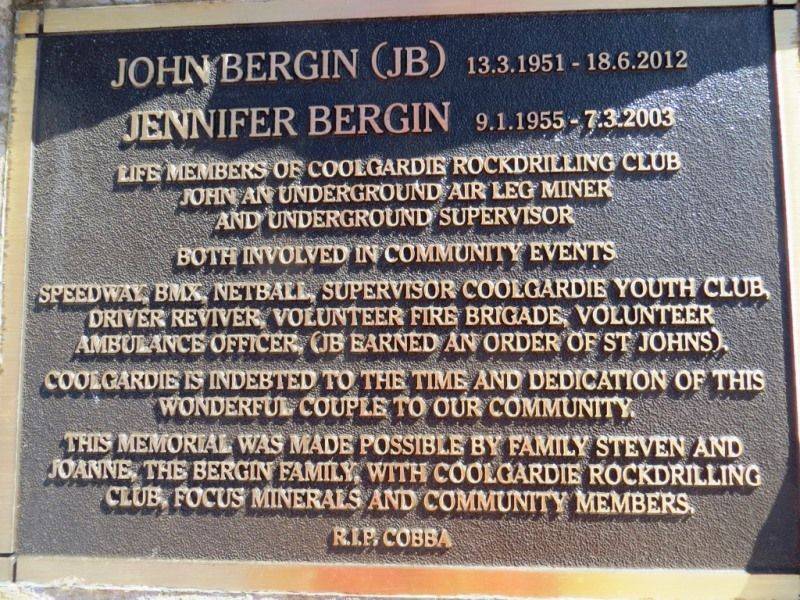 JOHN BERGIN (JB) 13.3.1951 - 18.6.2012
JENNIFER BERGIN 9.1.1955 - 7.3.2003
LIFE MEMBERS OF COOLGARDIE ROCKDRILLING CLUB
JOHN AN UNDERGROUND AIR LEG MINER
AND UNDERGROUND SUPERVISOR
BOTH INVOLVED IN COMMUNITY EVENTS
SPEEDWAY, BMX, NETBALL, SUPERVISOR COOLGARDIE YOUTH CLUB,
DRIVER REVIVER, VOLUNTEER FIRE BRIGADE, VOLUNTEER
AMBULANCE OFFICER, (JB EARNED AN ORDER OF ST JOHNS).
COOLGARDIE IS INDEBTED TO THE TIME AND DEDICATION OF THIS
WONDERFUL COUPLE TO OUR COMMUNITY.
THIS MEMORIAL WAS MADE POSSIBLE BY FAMILY STEVEN AND
JOANNE, THE BERGIN FAMILY, WITH COOLGARDIE ROCKDRILLING
CLUB, FOCUS MINERALS AND COMMUNITY MEMBERS.
R.I.P. COBBA